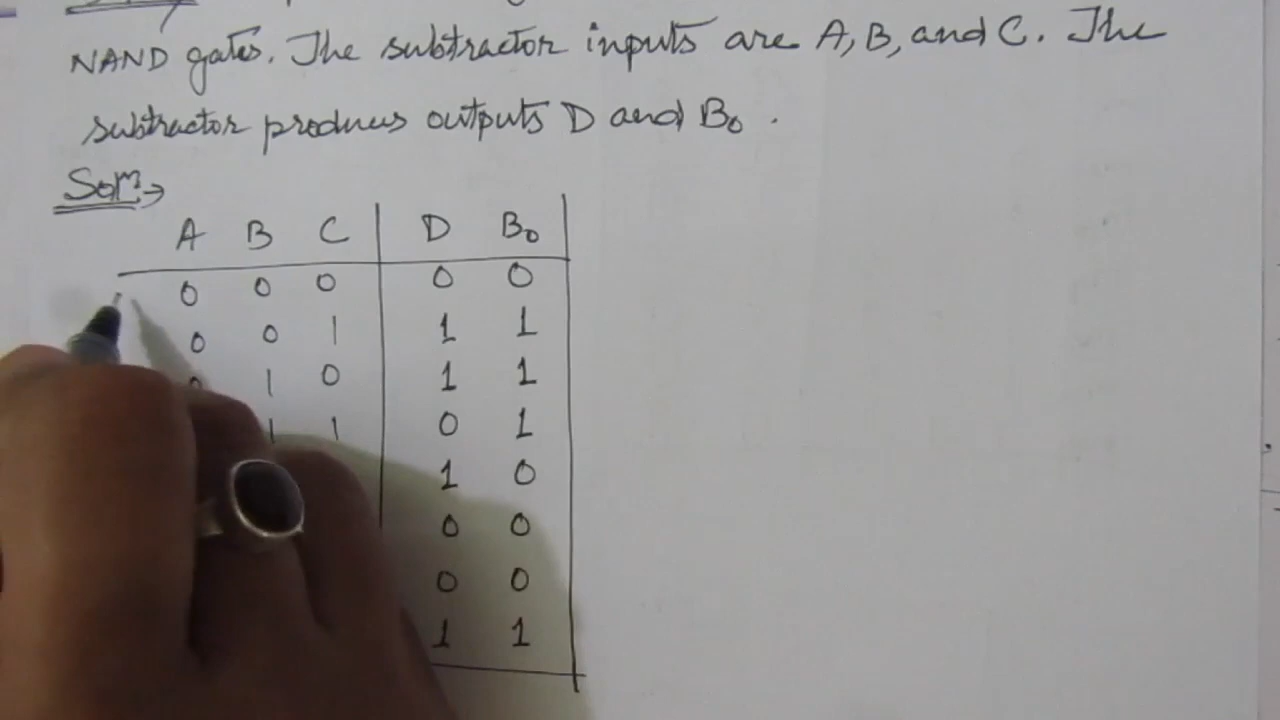 NAND gates. The subtractor inputs are A, B, and C. The
subtractor produces outputs D and B₀.
Solⁿ→
A B C D B₀
0 0 0 0 0
0 0 1 1 1
0 1 0 1 1
1 1 0 1
1 0
0 0
0 0
1 1